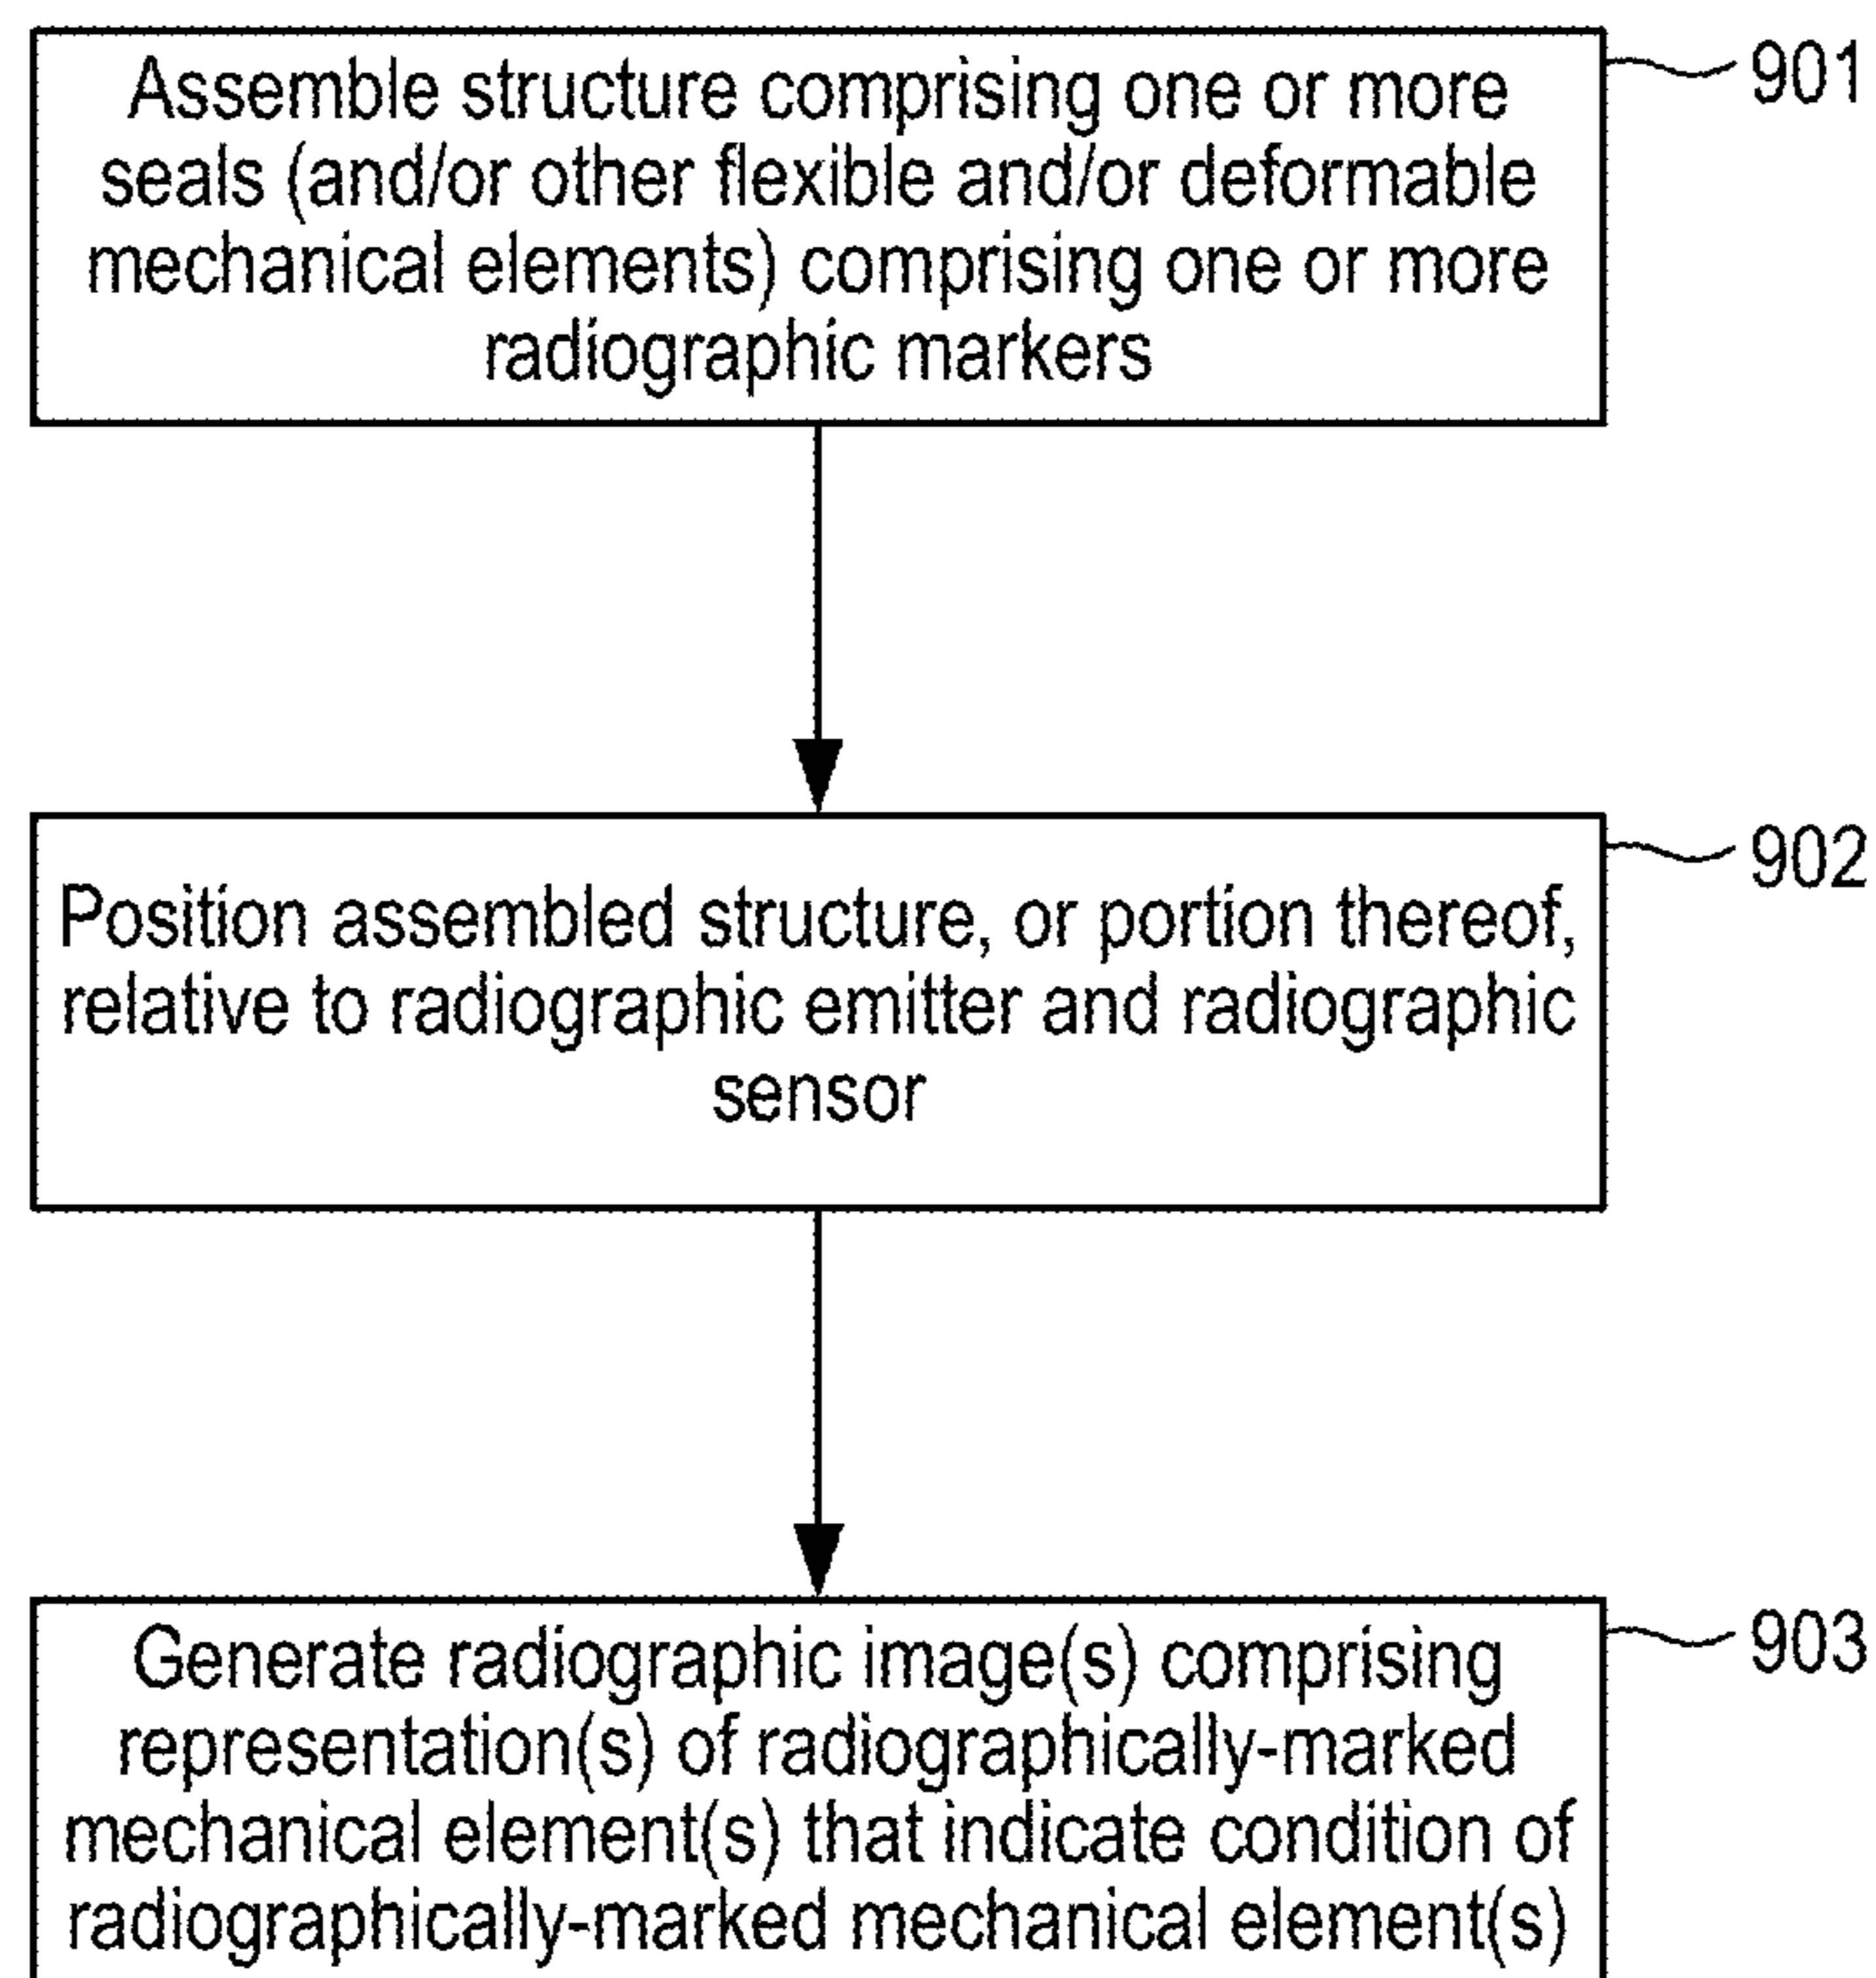 Assemble structure comprising one or more
seals (and/or other flexible and/or deformable
mechanical elements) comprising one or more
radiographic markers
901
Position assembled structure, or portion thereof,
relative to radiographic emitter and radiographic
sensor
902
Generate radiographic image(s) comprising
representation(s) of radiographically-marked
mechanical element(s) that indicate condition of
radiographically-marked mechanical element(s)
903